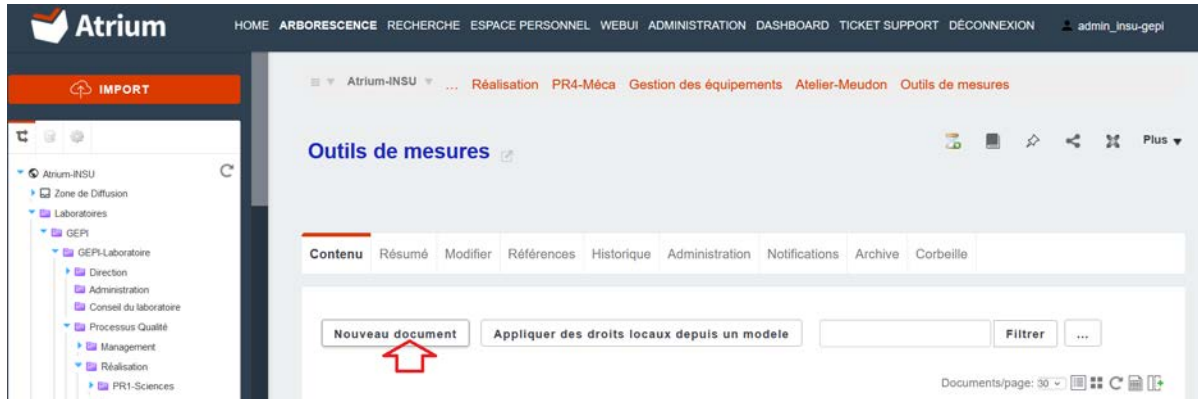 Atrium
HOME ARBORESCENCE RECHERCHE ESPACE PERSONNEL WEBUI ADMINISTRATION DASHBOARD TICKET SUPPORT DÉCONNEXION admin_insu-gepi
IMPORT
Atrium-INSU
Zone de Diffusion
Laboratoires
GEPI
GEPI-Laboratoire
Direction
Administration
Conseil du laboratoire
Processus Qualité
Management
Réalisation
PR1-Sciences
Atrium-INSU ... Réalisation PR4-Méca Gestion des équipements Atelier-Meudon Outils de mesures
Outils de mesures
Plus
Contenu Résumé Modifier Références Historique Administration Notifications Archive Corbeille
Nouveau document Appliquer des droits locaux depuis un modele Filtrer ...
Documents/page: 30